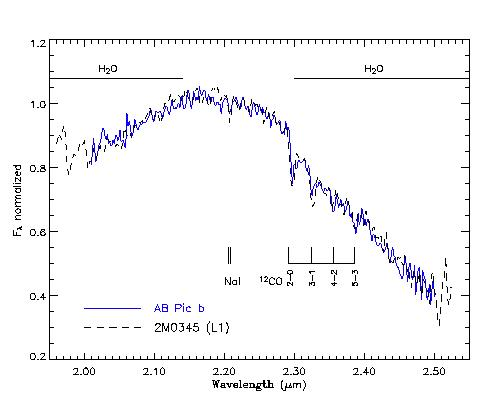 1.2
H₂O
H₂O
1.0
0.8
Fλ normalized
0.6
NaI
¹²CO
2−0
3−1
4−2
5−3
0.4
AB Pic b
2M0345 (L1)
0.2
2.00 2.10 2.20 2.30 2.40 2.50
Wavelength (μm)